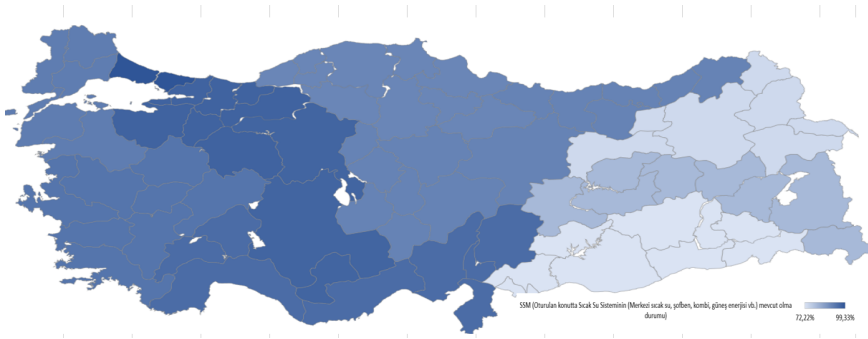 SSM (Oturulan konutta Sıcak Su Sisteminin (Merkezi sıcak su, şofben, kombi, güneş enerjisi vb.) mevcut olma
durumu)
72,22% 99,33%